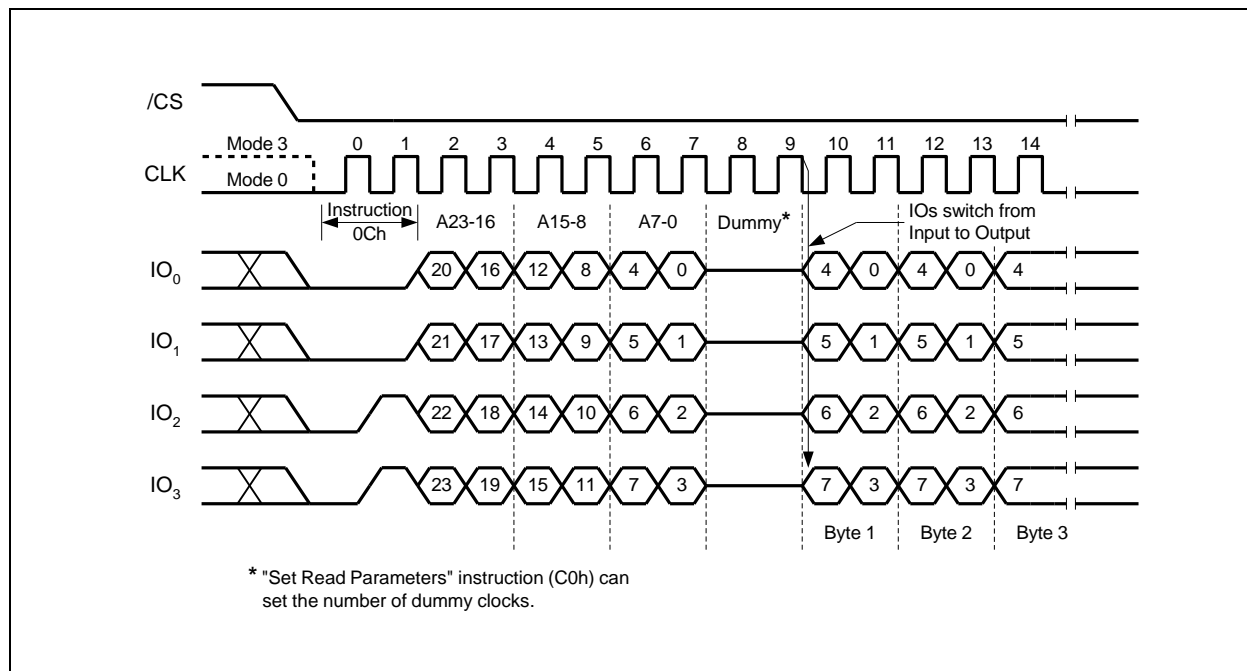 /CS
Mode 3
0 1 2 3 4 5 6 7 8 9 10 11 12 13 14
CLK
Mode 0
Instruction
0Ch
A23-16 A15-8 A7-0 Dummy*
IOs switch from
Input to Output
IO0 20 16 12 8 4 0 4 0 4 0 4
IO1 21 17 13 9 5 1 5 1 5 1 5
IO2 22 18 14 10 6 2 6 2 6 2 6
IO3 23 19 15 11 7 3 7 3 7 3 7
Byte 1 Byte 2 Byte 3
* "Set Read Parameters" instruction (C0h) can
set the number of dummy clocks.